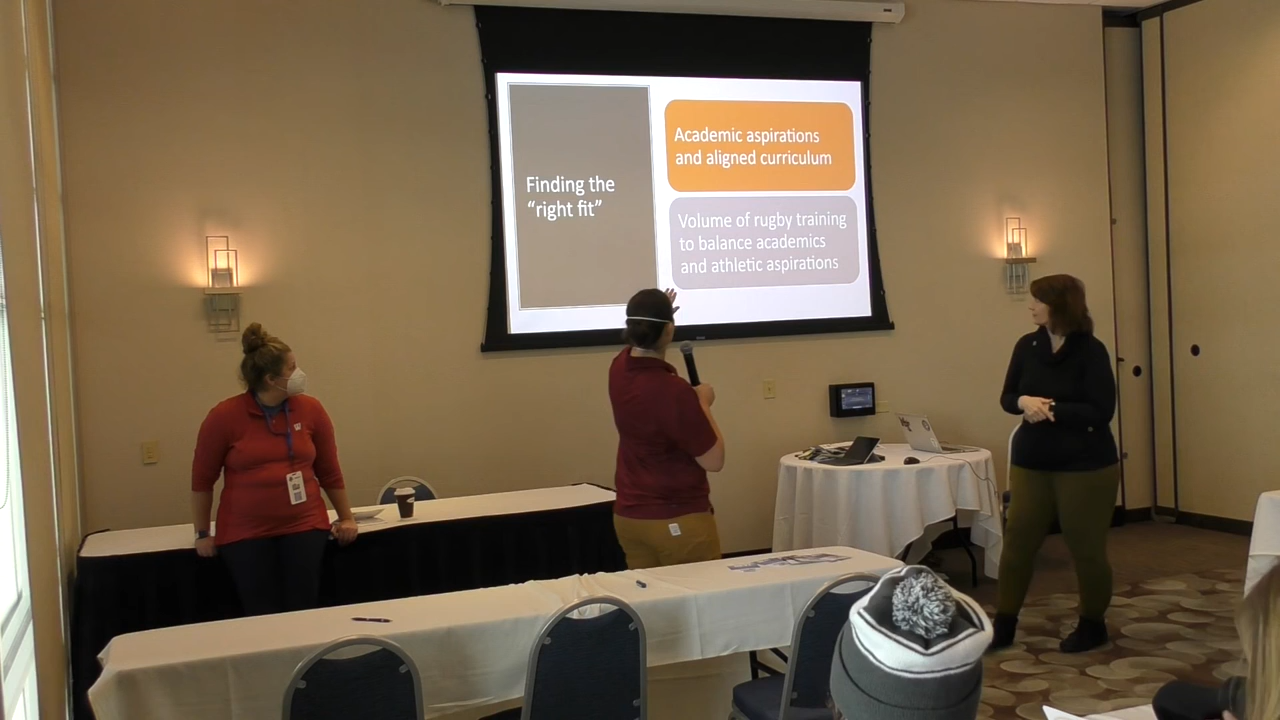 Finding the
“right fit”
Academic aspirations
and aligned curriculum
Volume of rugby training
to balance academics
and athletic aspirations
W